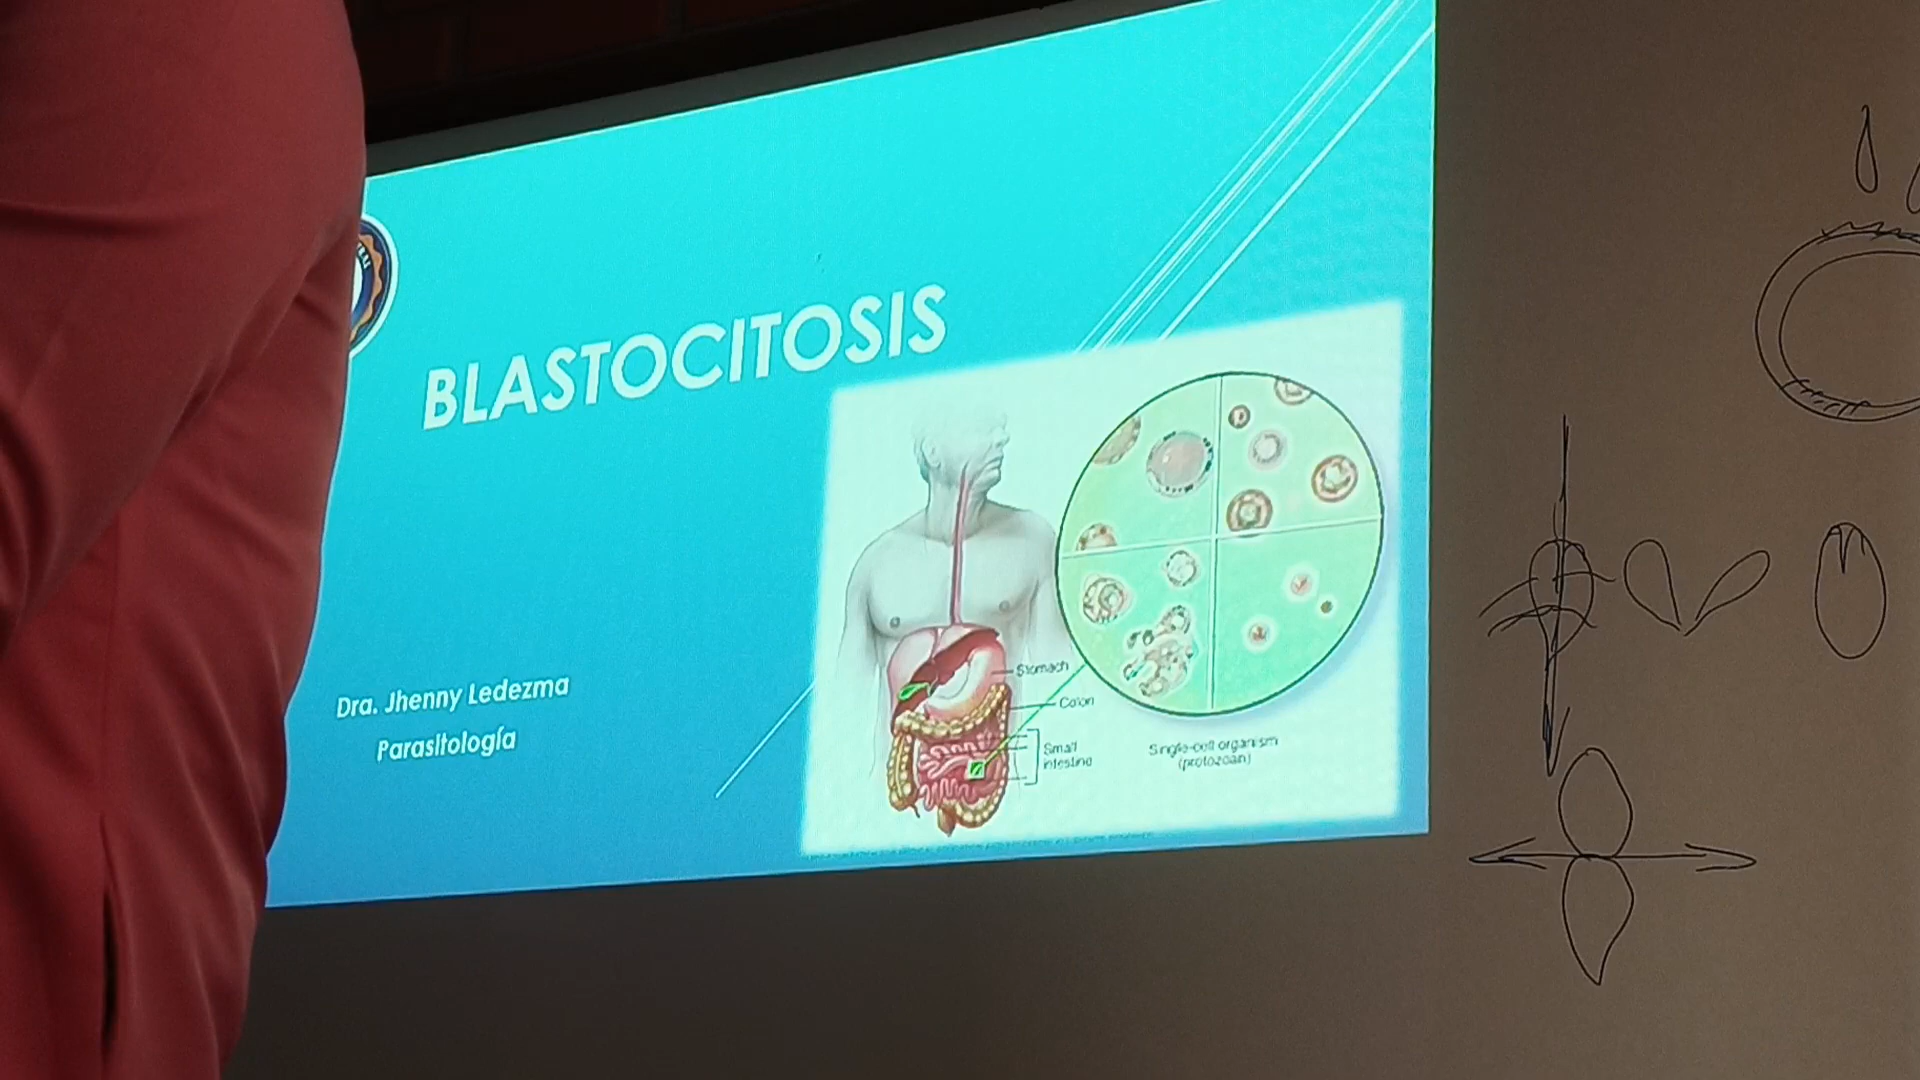 BLASTOCITOSIS
Dra. Jhenny Ledezma
Parasitología
Stomach
Colon
Small
intestine
Single-cell organism
(protozoan)